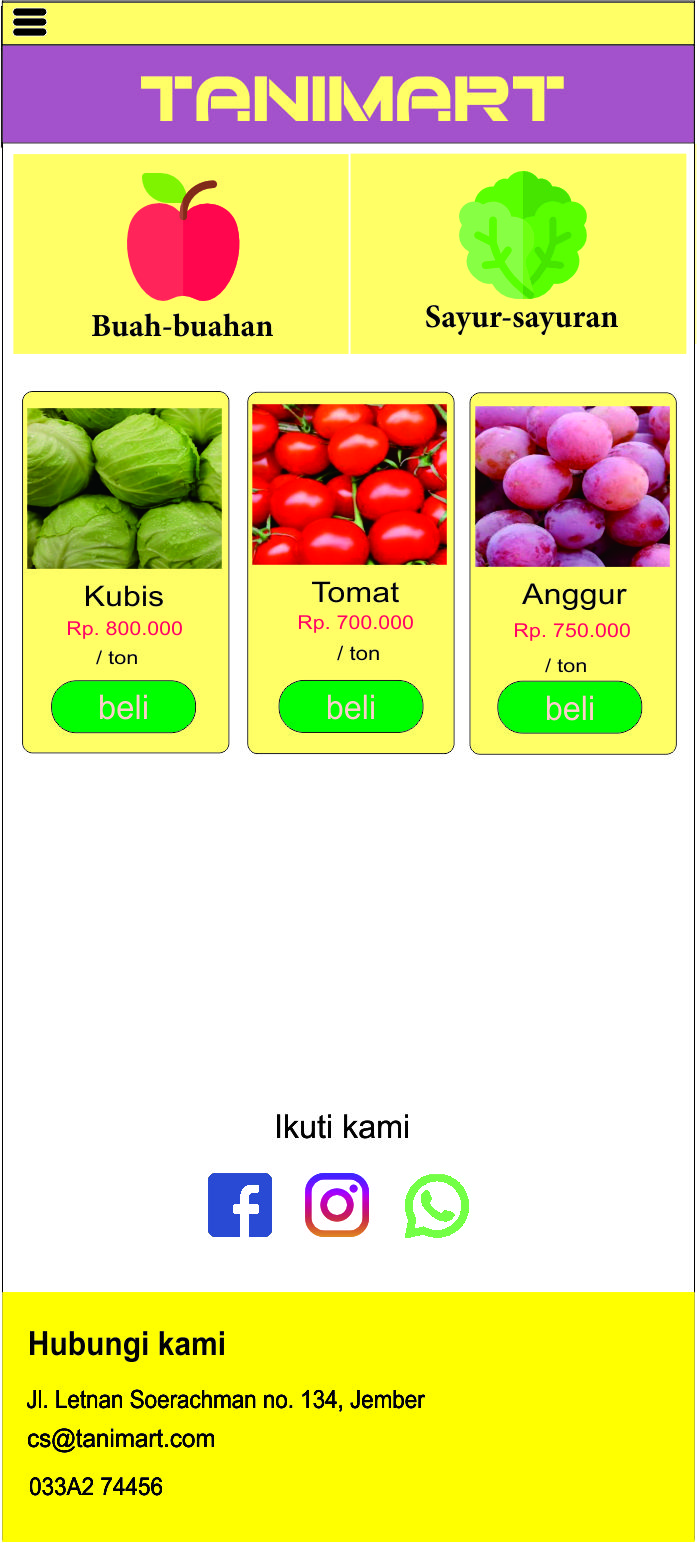 TANIMART
Buah-buahan
Sayur-sayuran
Kubis
Rp. 800.000
/ ton
beli
Tomat
Rp. 700.000
/ ton
beli
Anggur
Rp. 750.000
/ ton
beli
Ikuti kami
Hubungi kami
Jl. Letnan Soerachman no. 134, Jember
cs@tanimart.com
033A2 74456